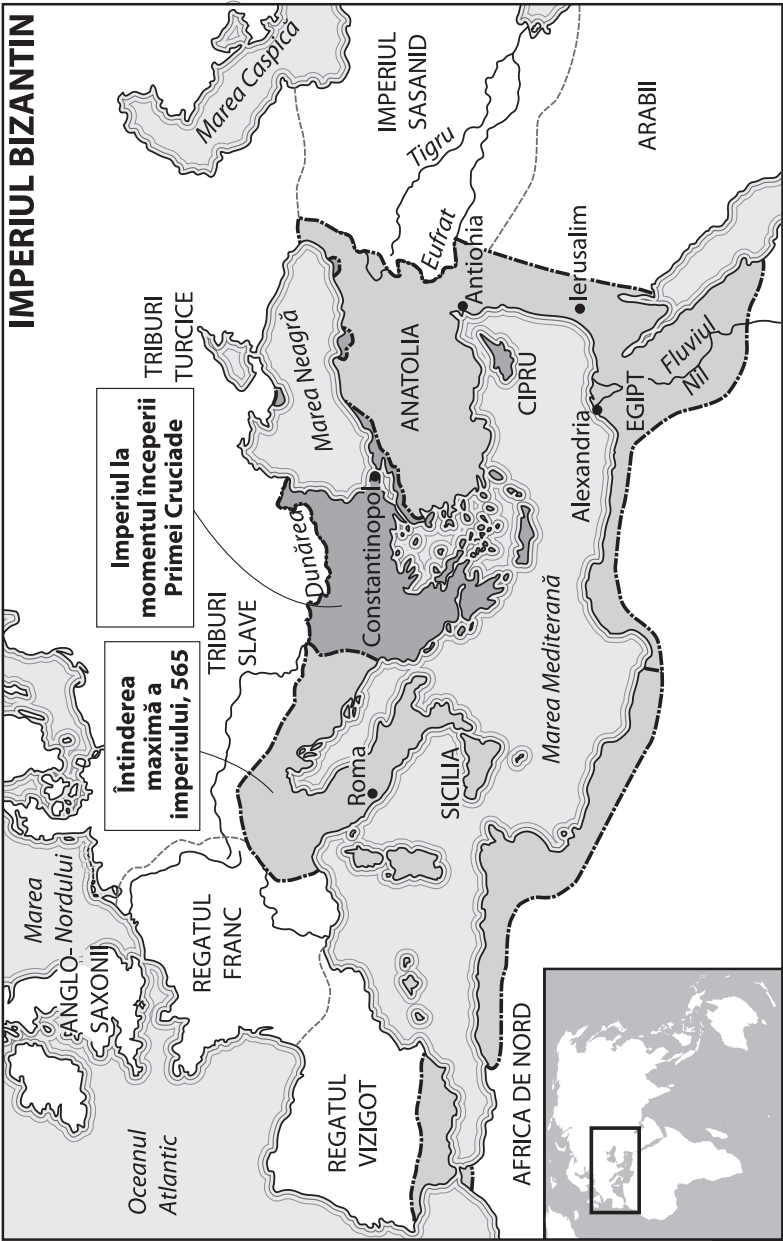 IMPERIUL BIZANTIN
Întinderea
maximă a
imperiului, 565
Imperiul la
momentul începerii
Primei Cruciade
Marea
Nordului
ANGLO-
SAXONII
Oceanul
Atlantic
REGATUL
FRANC
REGATUL
VIZIGOT
AFRICA DE NORD
TRIBURI
SLAVE
TRIBURI
TURCICE
Dunărea
Marea Neagră
Marea Caspică
Constantinopol
Roma
SICILIA
Marea Mediterană
ANATOLIA
CIPRU
Antiohia
Ierusalim
Alexandria
EGIPT
Fluviul
Nil
Eufrat
Tigru
IMPERIUL
SASANID
ARABII